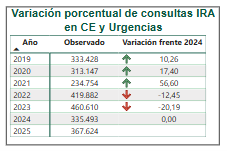 Variación porcentual de consultas IRA
en CE y Urgencias
Año Observado Variación frente 2024
2019 333.428 10,26
2020 313.147 17,40
2021 234.754 56,60
2022 419.882 -12,45
2023 460.610 -20,19
2024 335.493 0,00
2025 367.624